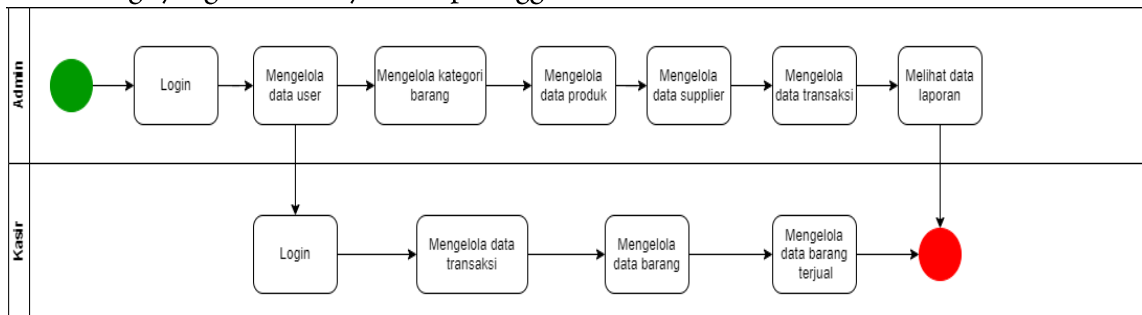 Admin
Login
Mengelola
data user
Mengelola kategori
barang
Mengelola
data produk
Mengelola
data supplier
Mengelola
data transaksi
Melihat data
laporan
Kasir
Login
Mengelola data
transaksi
Mengelola
data barang
Mengelola
data barang
terjual